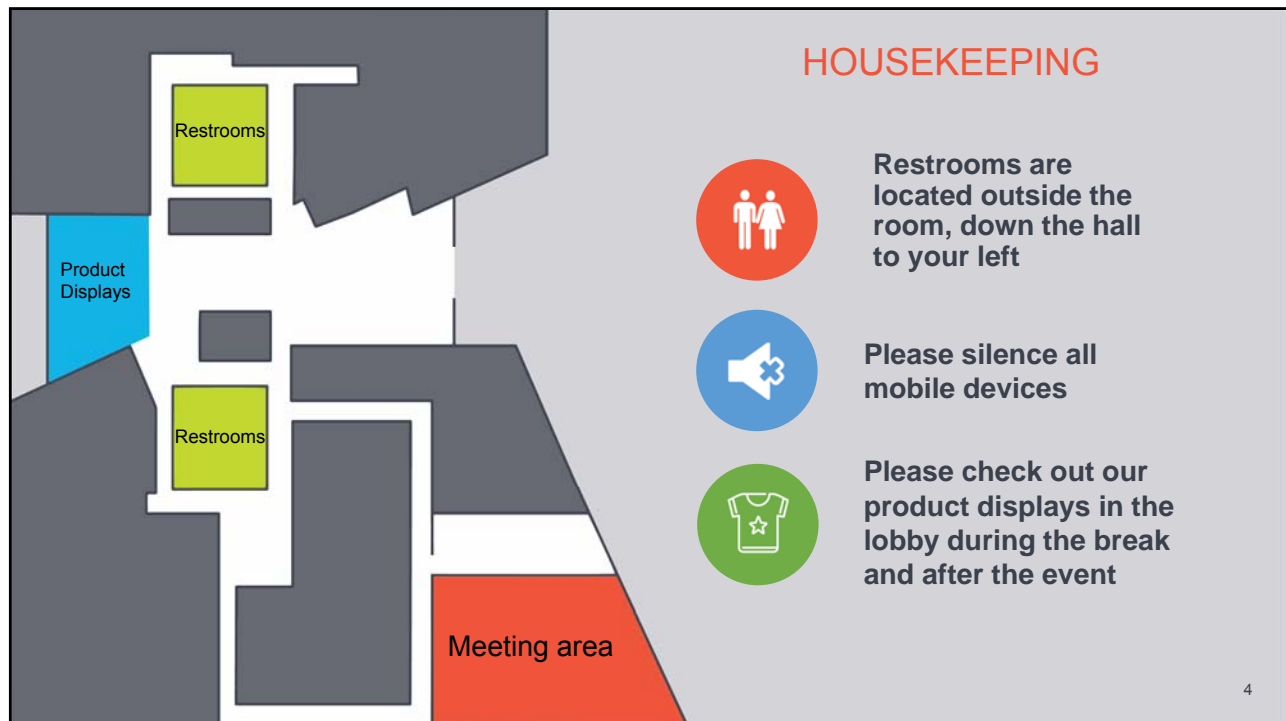 HOUSEKEEPING
Restrooms
Restrooms are
located outside the
room, down the hall
to your left
Product
Displays
Please silence all
mobile devices
Restrooms
Please check out our
product displays in the
lobby during the break
and after the event
Meeting area
4